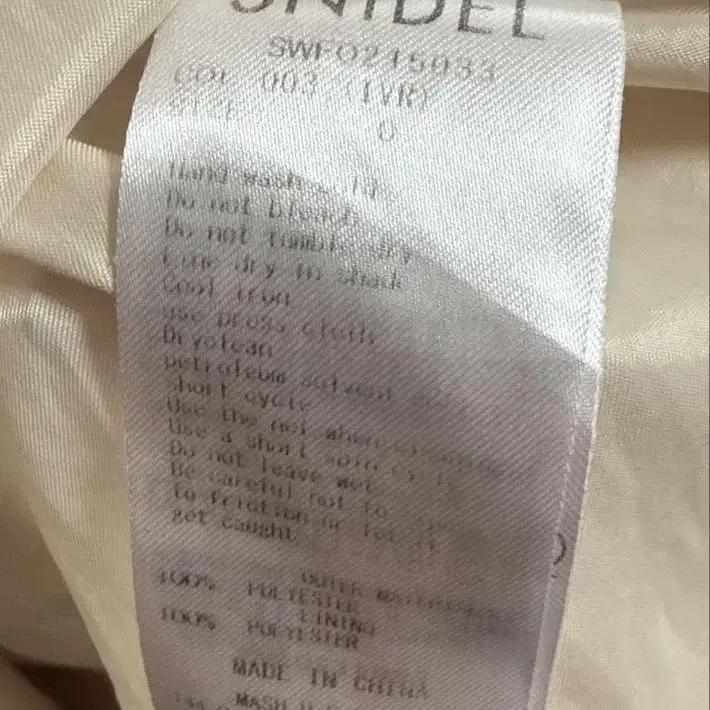 SNIDEL
SWFO215033
COL 003 (IVR)
SIZE 0
Hand wash
Do not bleach
Do not tumble dry
Line dry in shade
Cool iron
use press cloth
Dryclean
petroleum solvent
short cycle
Use the net when
Use a short spin
Do not leave wet
Be careful not to
to friction or let it
get caught
OUTER
100% POLYESTER
LINING
100% POLYESTER
MADE IN CHINA
MASH